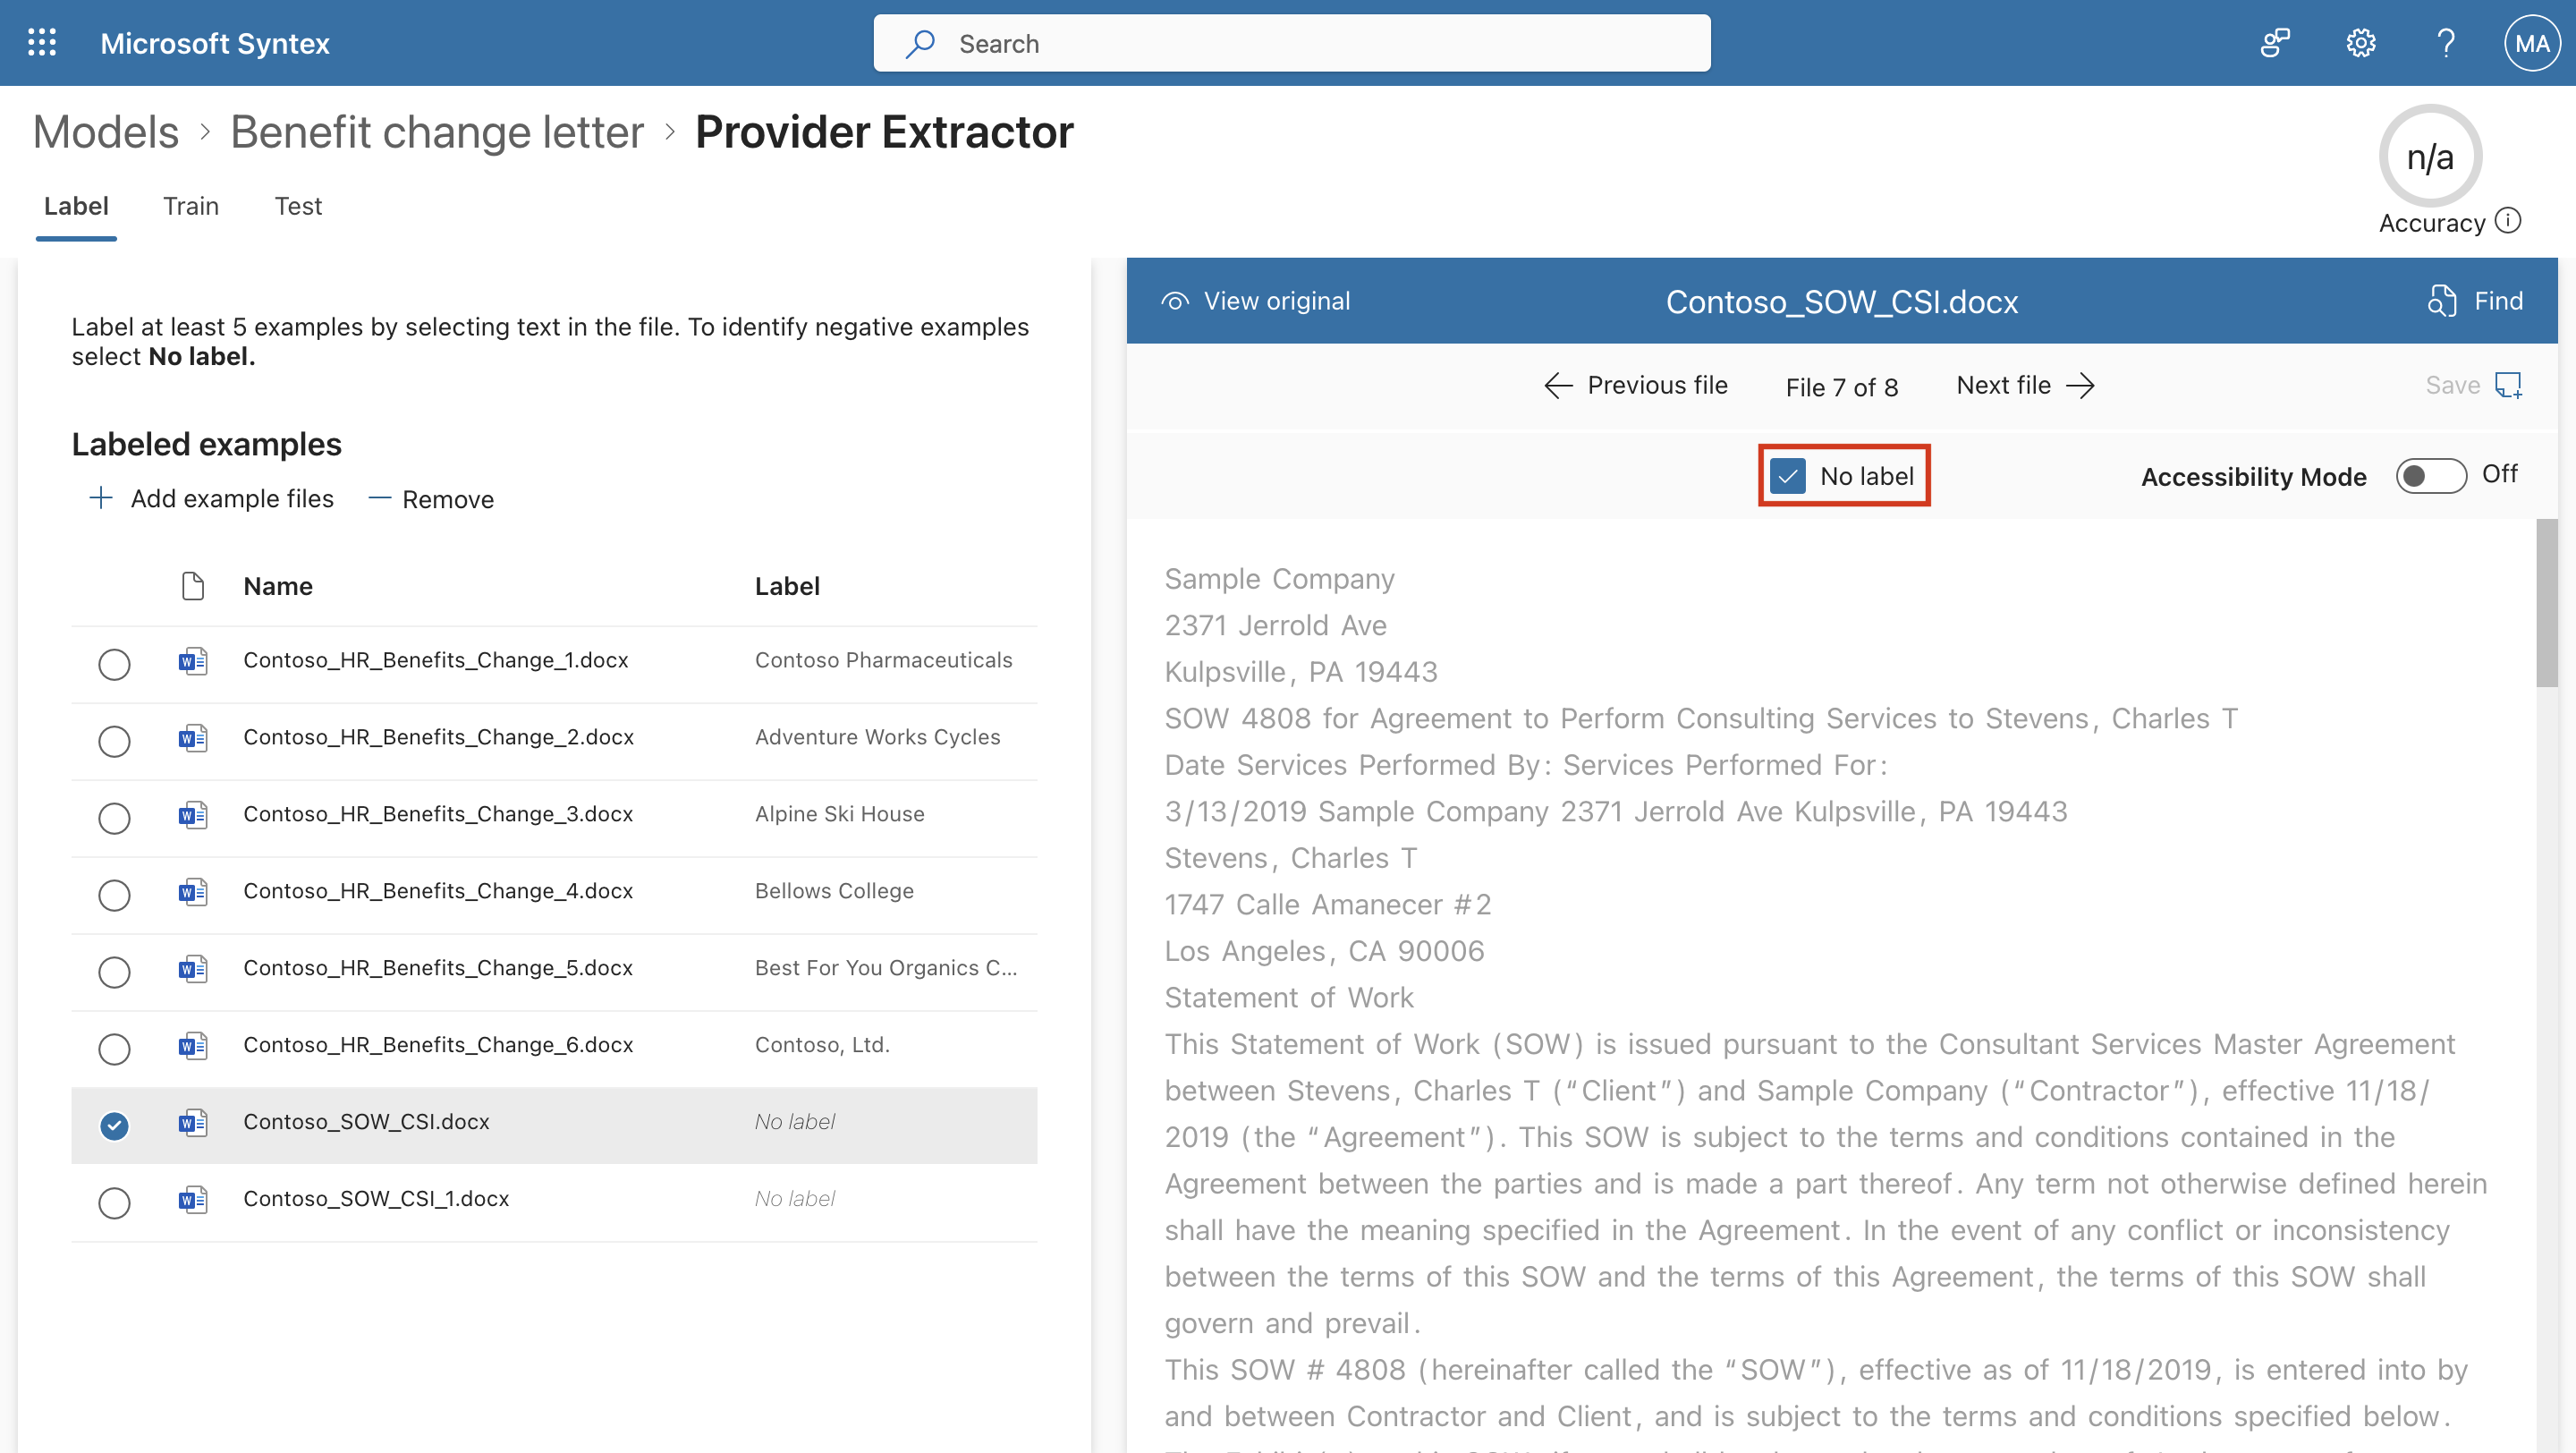 Microsoft Syntex
Search
MA
Models > Benefit change letter > Provider Extractor
n/a
Accuracy
Label Train Test
Label at least 5 examples by selecting text in the file. To identify negative examples
select No label.
Labeled examples
+ Add example files — Remove
Name Label
Contoso_HR_Benefits_Change_1.docx Contoso Pharmaceuticals
Contoso_HR_Benefits_Change_2.docx Adventure Works Cycles
Contoso_HR_Benefits_Change_3.docx Alpine Ski House
Contoso_HR_Benefits_Change_4.docx Bellows College
Contoso_HR_Benefits_Change_5.docx Best For You Organics C...
Contoso_HR_Benefits_Change_6.docx Contoso, Ltd.
Contoso_SOW_CSI.docx No label
Contoso_SOW_CSI_1.docx No label
View original Contoso_SOW_CSI.docx Find
Previous file File 7 of 8 Next file Save
No label Accessibility Mode Off
Sample Company
2371 Jerrold Ave
Kulpsville, PA 19443
SOW 4808 for Agreement to Perform Consulting Services to Stevens, Charles T
Date Services Performed By: Services Performed For:
3/13/2019 Sample Company 2371 Jerrold Ave Kulpsville, PA 19443
Stevens, Charles T
1747 Calle Amanecer #2
Los Angeles, CA 90006
Statement of Work
This Statement of Work (SOW) is issued pursuant to the Consultant Services Master Agreement
between Stevens, Charles T (“Client”) and Sample Company (“Contractor”), effective 11/18/
2019 (the “Agreement”). This SOW is subject to the terms and conditions contained in the
Agreement between the parties and is made a part thereof. Any term not otherwise defined herein
shall have the meaning specified in the Agreement. In the event of any conflict or inconsistency
between the terms of this SOW and the terms of this Agreement, the terms of this SOW shall
govern and prevail.
This SOW # 4808 (hereinafter called the “SOW”), effective as of 11/18/2019, is entered into by
and between Contractor and Client, and is subject to the terms and conditions specified below.